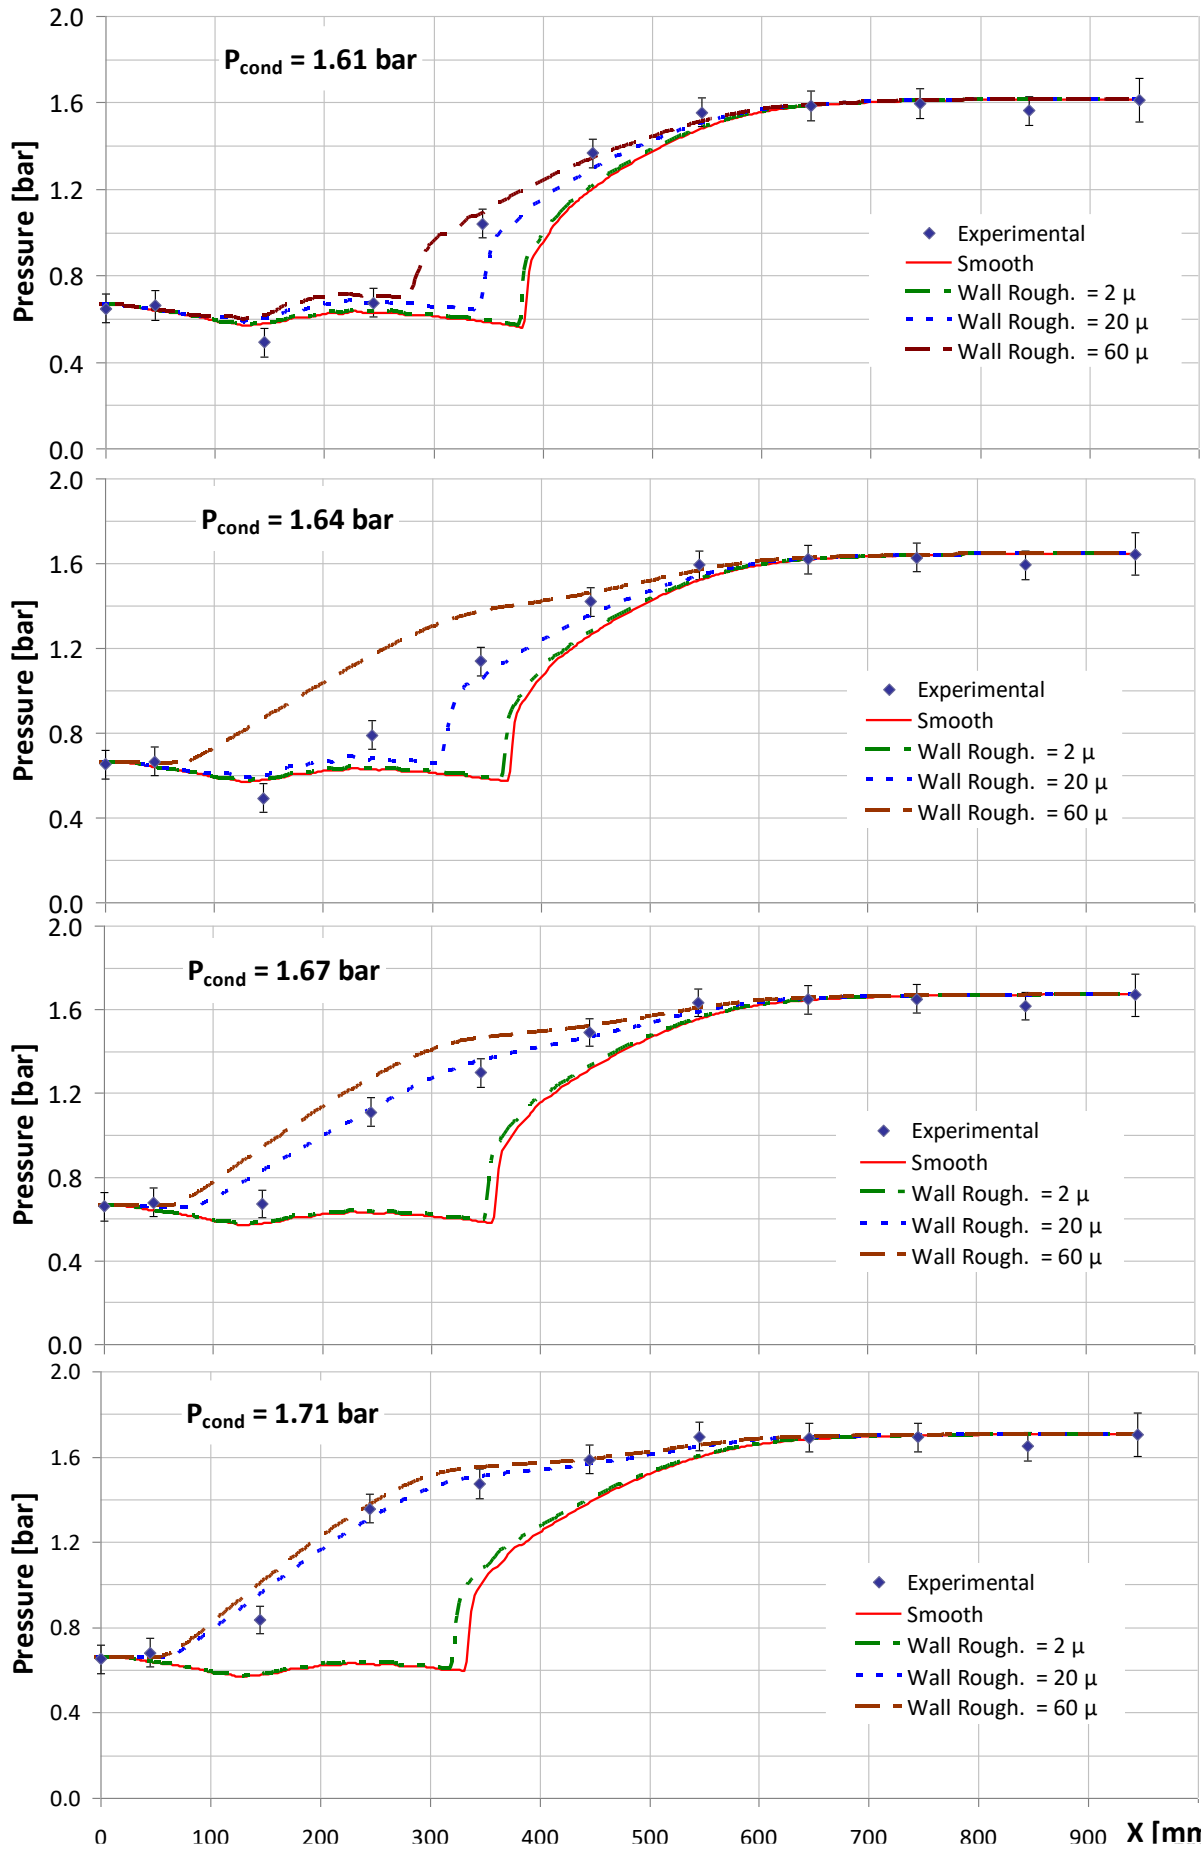 2.0
P_cond = 1.61 bar
1.6
1.2
0.8
0.4
0.0
Pressure [bar]
Experimental
Smooth
Wall Rough. = 2 µ
Wall Rough. = 20 µ
Wall Rough. = 60 µ
2.0
P_cond = 1.64 bar
1.6
1.2
0.8
0.4
0.0
Pressure [bar]
Experimental
Smooth
Wall Rough. = 2 µ
Wall Rough. = 20 µ
Wall Rough. = 60 µ
2.0
P_cond = 1.67 bar
1.6
1.2
0.8
0.4
0.0
Pressure [bar]
Experimental
Smooth
Wall Rough. = 2 µ
Wall Rough. = 20 µ
Wall Rough. = 60 µ
2.0
P_cond = 1.71 bar
1.6
1.2
0.8
0.4
0.0
Pressure [bar]
Experimental
Smooth
Wall Rough. = 2 µ
Wall Rough. = 20 µ
Wall Rough. = 60 µ
0 100 200 300 400 500 600 700 800 900 X [mm